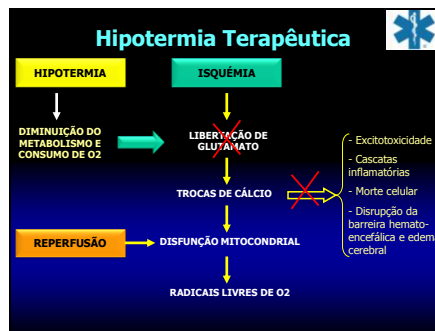 Hipotermia Terapêutica
HIPOTERMIA
ISQUÉMIA
DIMINUIÇÃO DO
METABOLISMO E
CONSUMO DE O2
LIBERTAÇÃO DE
GLUTAMATO
TROCAS DE CÁLCIO
- Excitotoxicidade
- Cascatas
inflamatórias
- Morte celular
- Disrupção da
barreira hemato-
encefálica e edema
cerebral
REPERFUSÃO
DISFUNÇÃO MITOCONDRIAL
RADICAIS LIVRES DE O2